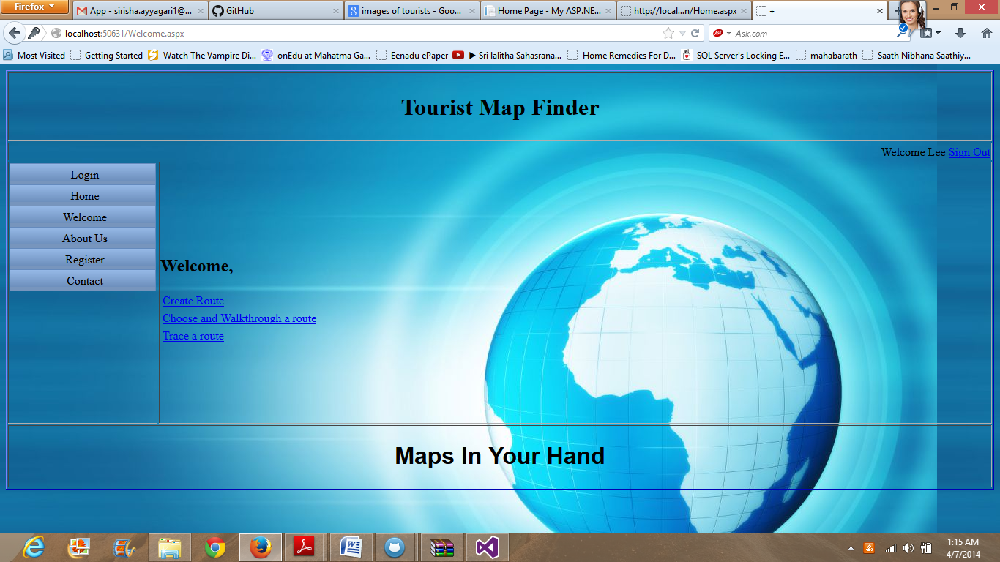 Firefox
App - sirisha.ayyagari1@... GitHub images of tourists - Goo... Home Page - My ASP.NE... http://local...n/Home.aspx +
localhost:50631/Welcome.aspx Ask Ask.com
Most Visited Getting Started Watch The Vampire Di... onEdu at Mahatma Ga... Eenadu ePaper ▶ Sri lalitha Sahasrana... Home Remedies For D... SQL Server's Locking E... mahabarath Saath Nibhana Saathiy...
Tourist Map Finder
Welcome Lee Sign Out
Login
Home
Welcome
About Us
Register
Contact
Welcome,
Create Route
Choose and Walkthrough a route
Trace a route
Maps In Your Hand
1:15 AM
4/7/2014